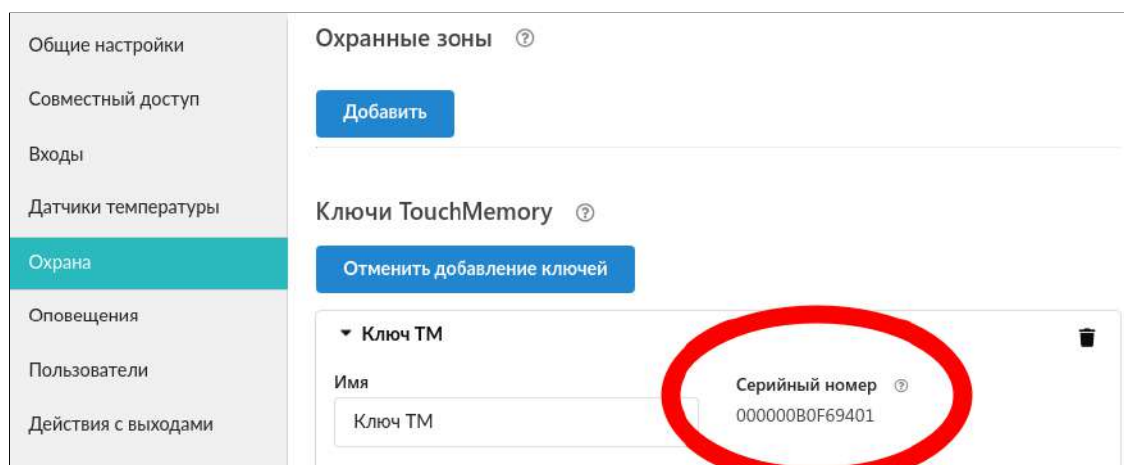 Общие настройки
Совместный доступ
Входы
Датчики температуры
Охрана
Оповещения
Пользователи
Действия с выходами
Охранные зоны ?
Добавить
Ключи TouchMemory ?
Отменить добавление ключей
Ключ ТМ
Имя
Ключ ТМ
Серийный номер ?
000000B0F69401